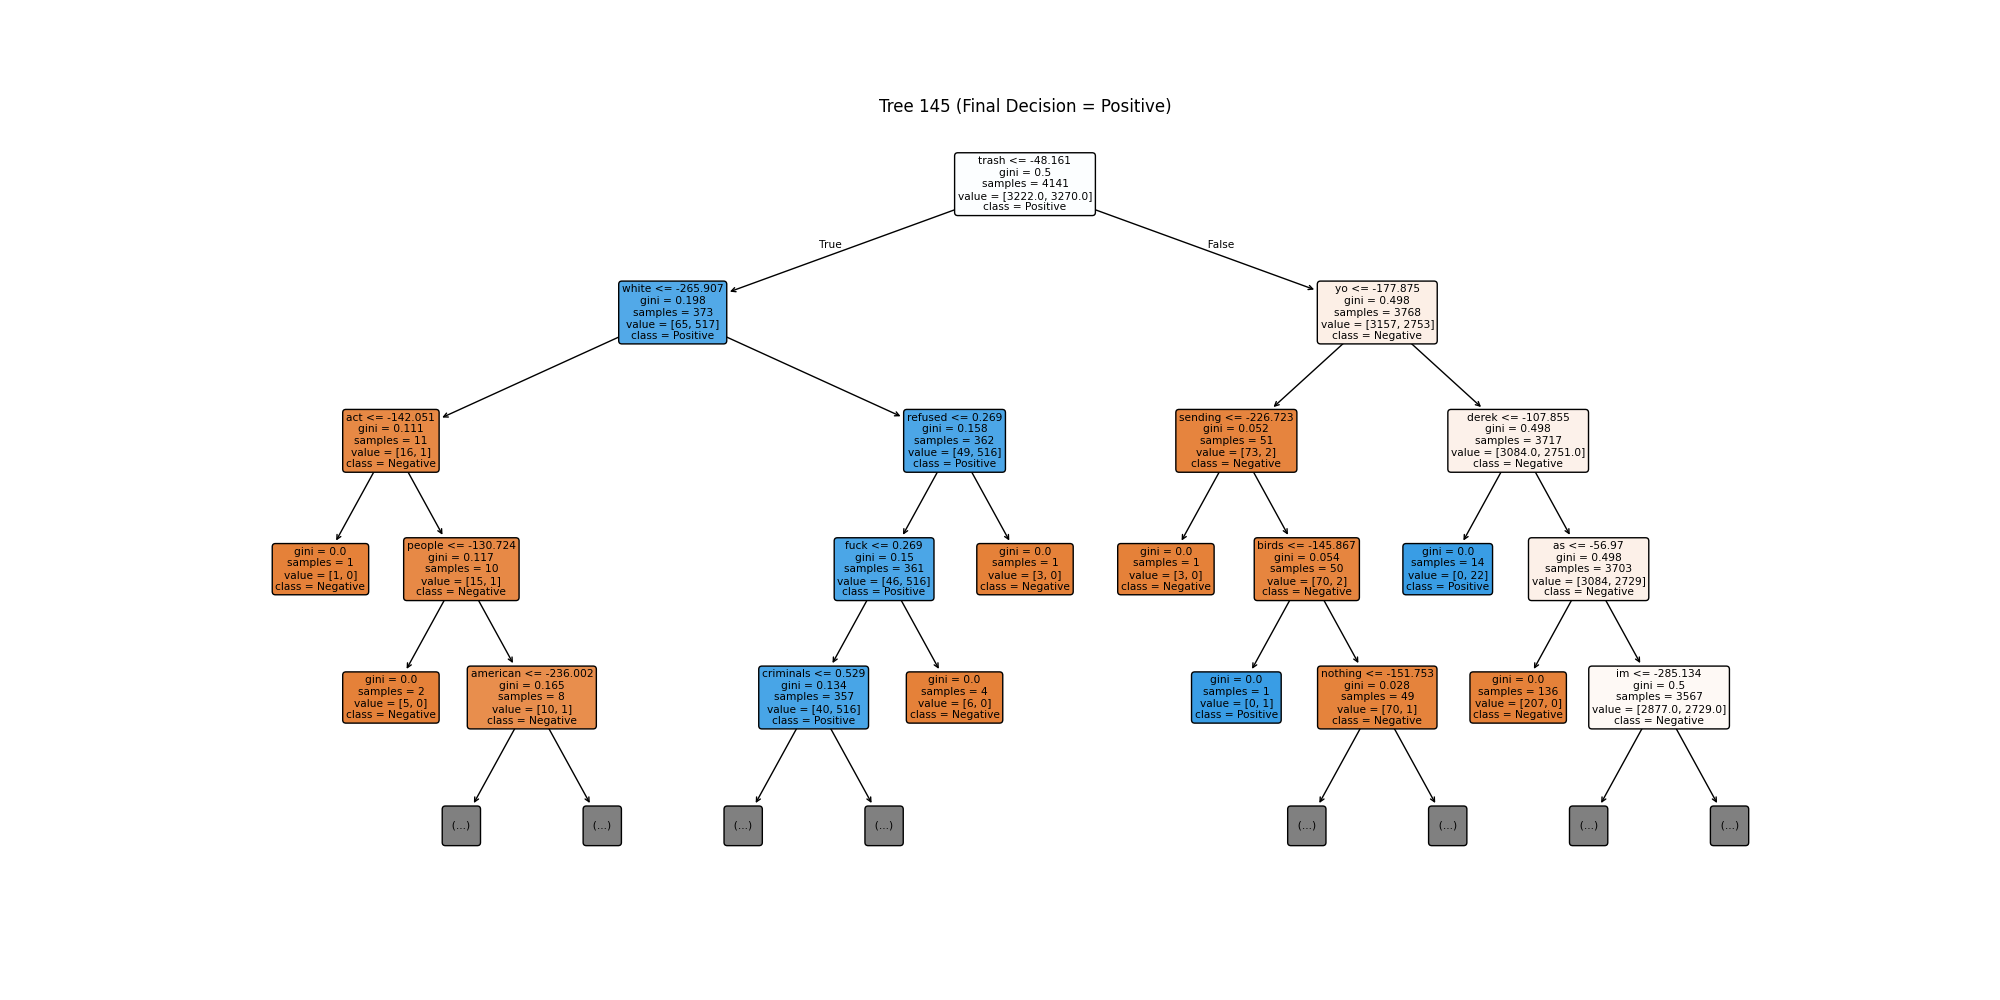 Tree 145 (Final Decision = Positive)
trash <= -48.161
gini = 0.5
samples = 4141
value = [3222.0, 3270.0]
class = Positive
True
False
white <= -265.907
gini = 0.198
samples = 373
value = [65, 517]
class = Positive
yo <= -177.875
gini = 0.498
samples = 3768
value = [3157, 2753]
class = Negative
act <= -142.051
gini = 0.111
samples = 11
value = [16, 1]
class = Negative
refused <= 0.269
gini = 0.158
samples = 362
value = [49, 516]
class = Positive
sending <= -226.723
gini = 0.052
samples = 51
value = [73, 2]
class = Negative
derek <= -107.855
gini = 0.498
samples = 3717
value = [3084.0, 2751.0]
class = Negative
gini = 0.0
samples = 1
value = [1, 0]
class = Negative
people <= -130.724
gini = 0.117
samples = 10
value = [15, 1]
class = Negative
fuck <= 0.269
gini = 0.15
samples = 361
value = [46, 516]
class = Positive
gini = 0.0
samples = 1
value = [3, 0]
class = Negative
gini = 0.0
samples = 1
value = [3, 0]
class = Negative
birds <= -145.867
gini = 0.054
samples = 50
value = [70, 2]
class = Negative
gini = 0.0
samples = 14
value = [0, 22]
class = Positive
as <= -56.97
gini = 0.498
samples = 3703
value = [3084, 2729]
class = Negative
gini = 0.0
samples = 2
value = [5, 0]
class = Negative
american <= -236.002
gini = 0.165
samples = 8
value = [10, 1]
class = Negative
criminals <= 0.529
gini = 0.134
samples = 357
value = [40, 516]
class = Positive
gini = 0.0
samples = 4
value = [6, 0]
class = Negative
gini = 0.0
samples = 1
value = [0, 1]
class = Positive
nothing <= -151.753
gini = 0.028
samples = 49
value = [70, 1]
class = Negative
gini = 0.0
samples = 136
value = [207, 0]
class = Negative
im <= -285.134
gini = 0.5
samples = 3567
value = [2877.0, 2729.0]
class = Negative
(...)
(...)
(...)
(...)
(...)
(...)
(...)
(...)